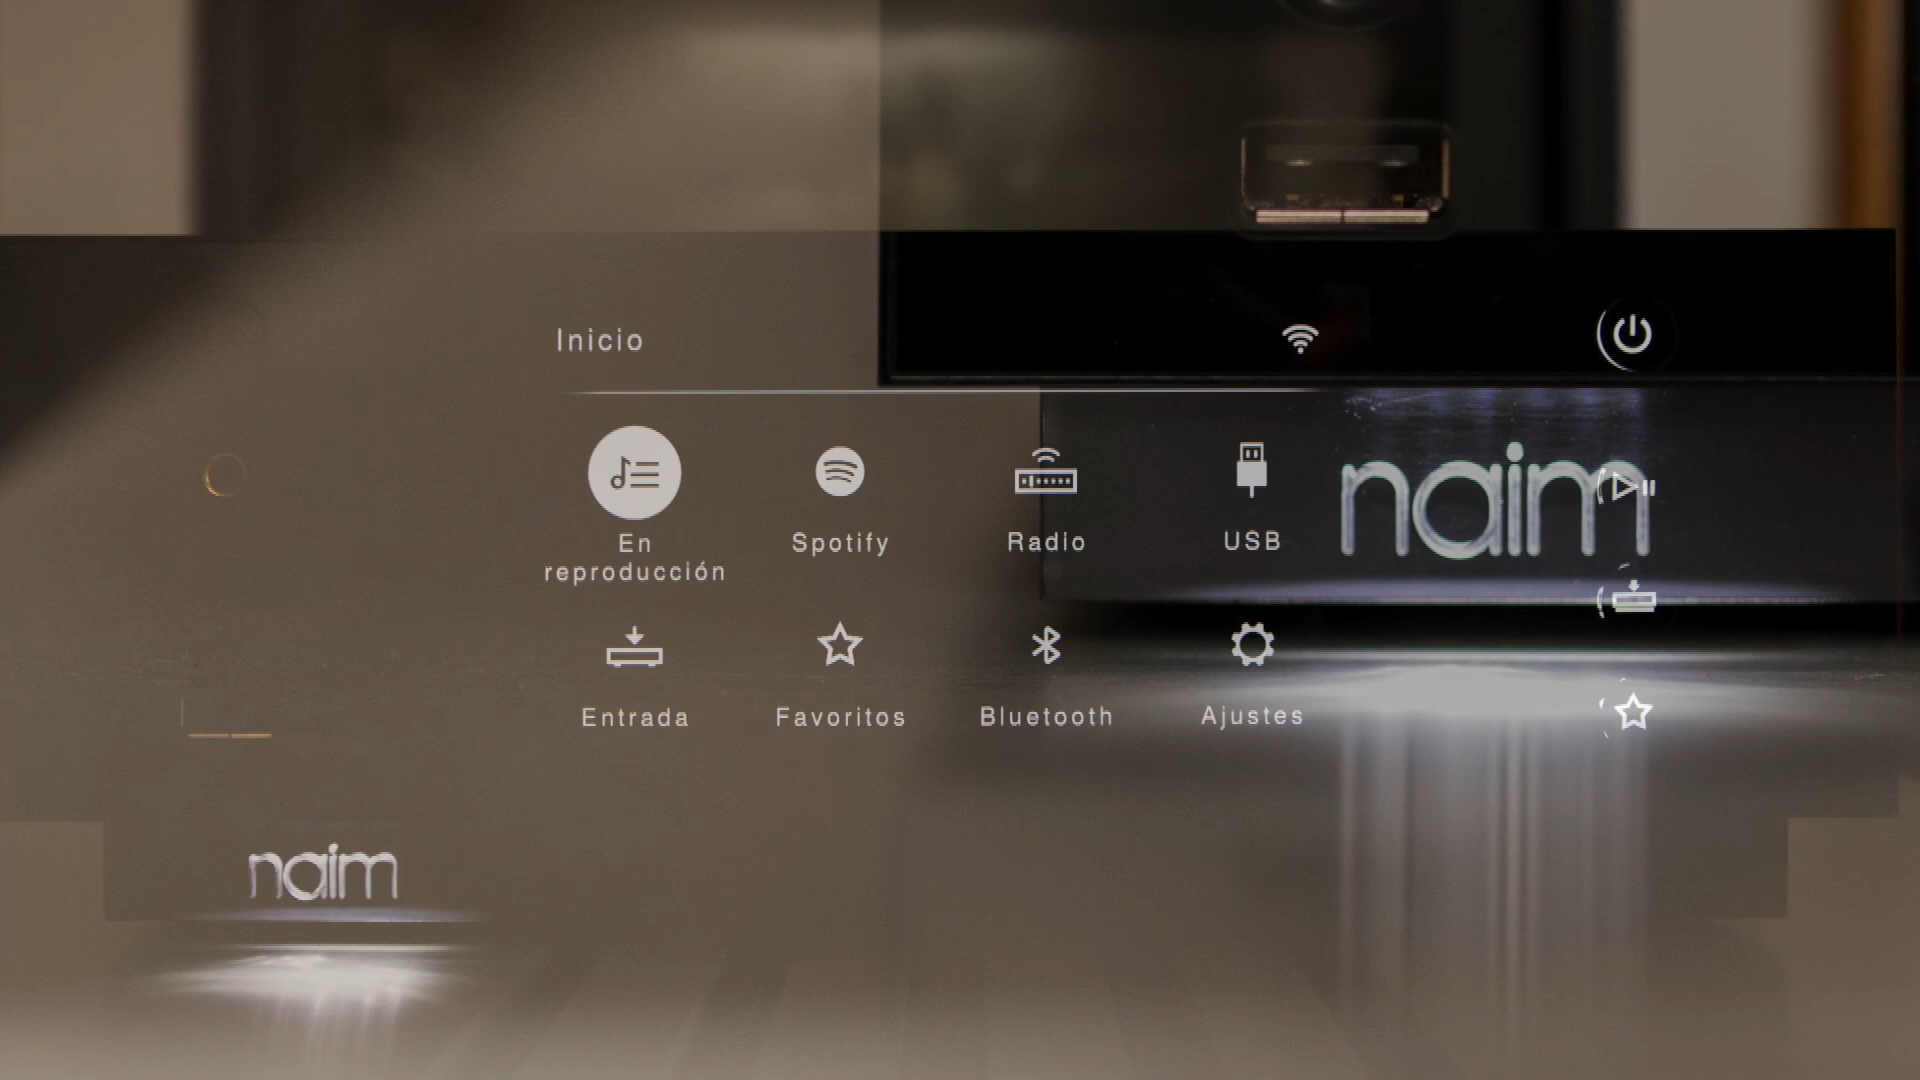 Inicio
En
reproducción
Spotify
Radio
USB
naim
Entrada
Favoritos
Bluetooth
Ajustes
naim